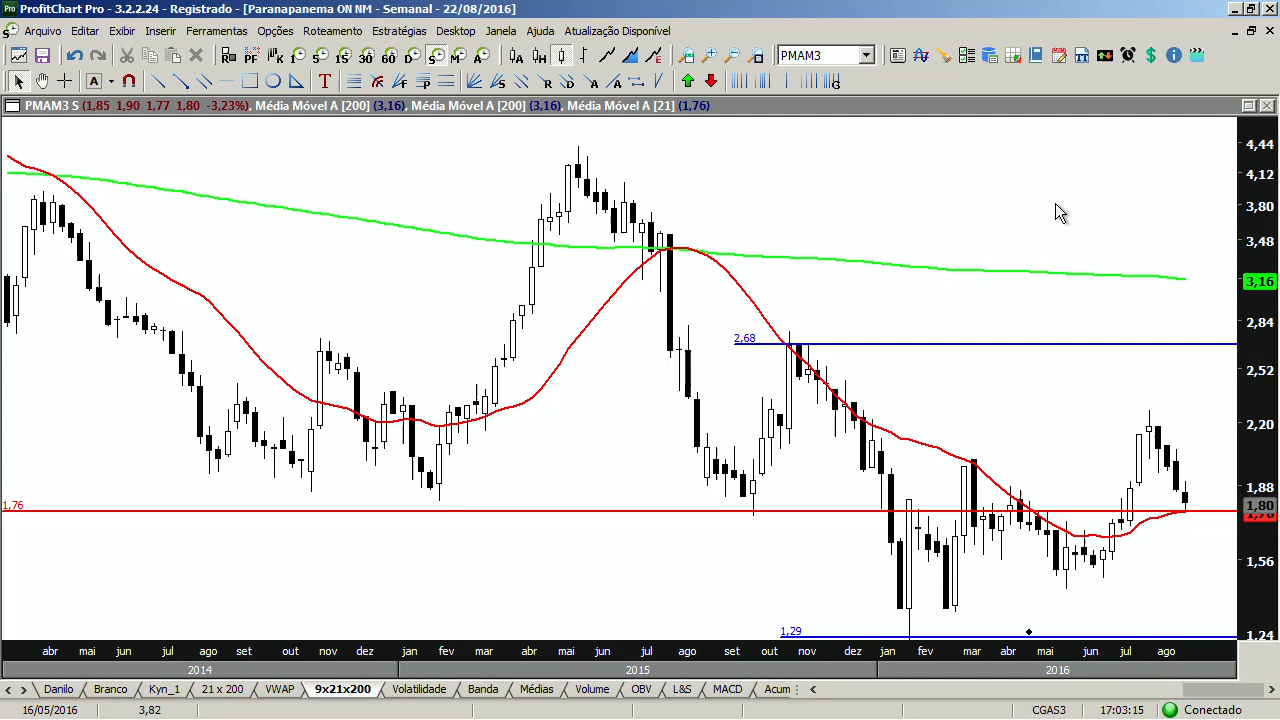 ProfitChart Pro - 3.2.2.24 - Registrado - [Paranapanema ON NM - Semanal - 22/08/2016]
Arquivo Editar Exibir Inserir Ferramentas Opções Roteamento Estratégias Desktop Janela Ajuda Atualização Disponível
PMAM3
PMAM3 S (1,85 1,90 1,77 1,80 -3,23%), Média Móvel A [200] (3,16), Média Móvel A [200] (3,16), Média Móvel A [21] (1,76)
4,44
4,12
3,80
3,48
3,16
2,84
2,68
2,52
2,20
1,88
1,76
1,80
1,56
1,29
1,24
abr mai jun jul ago set out nov dez jan fev mar abr mai jun jul ago set out nov dez jan fev mar abr mai jun jul ago
2014 2015 2016
Danilo Branco Kyn_1 21 x 200 VWAP 9x21x200 Volatilidade Banda Médias Volume OBV L&S MACD Acum
16/05/2016 3,82 CGAS3 17:03:15 Conectado